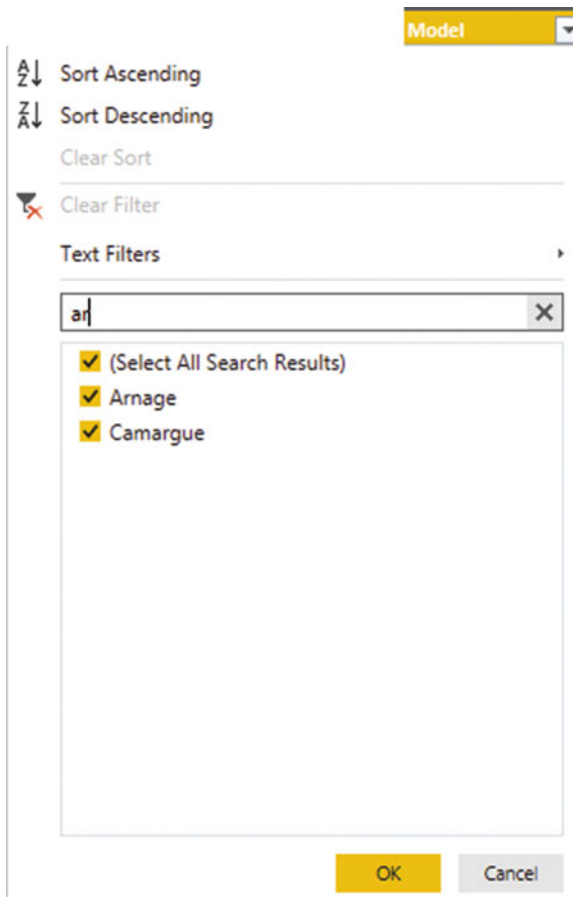 Model
Sort Ascending
Sort Descending
Clear Sort
Clear Filter
Text Filters
ar
(Select All Search Results)
Arnage
Camargue
OK Cancel